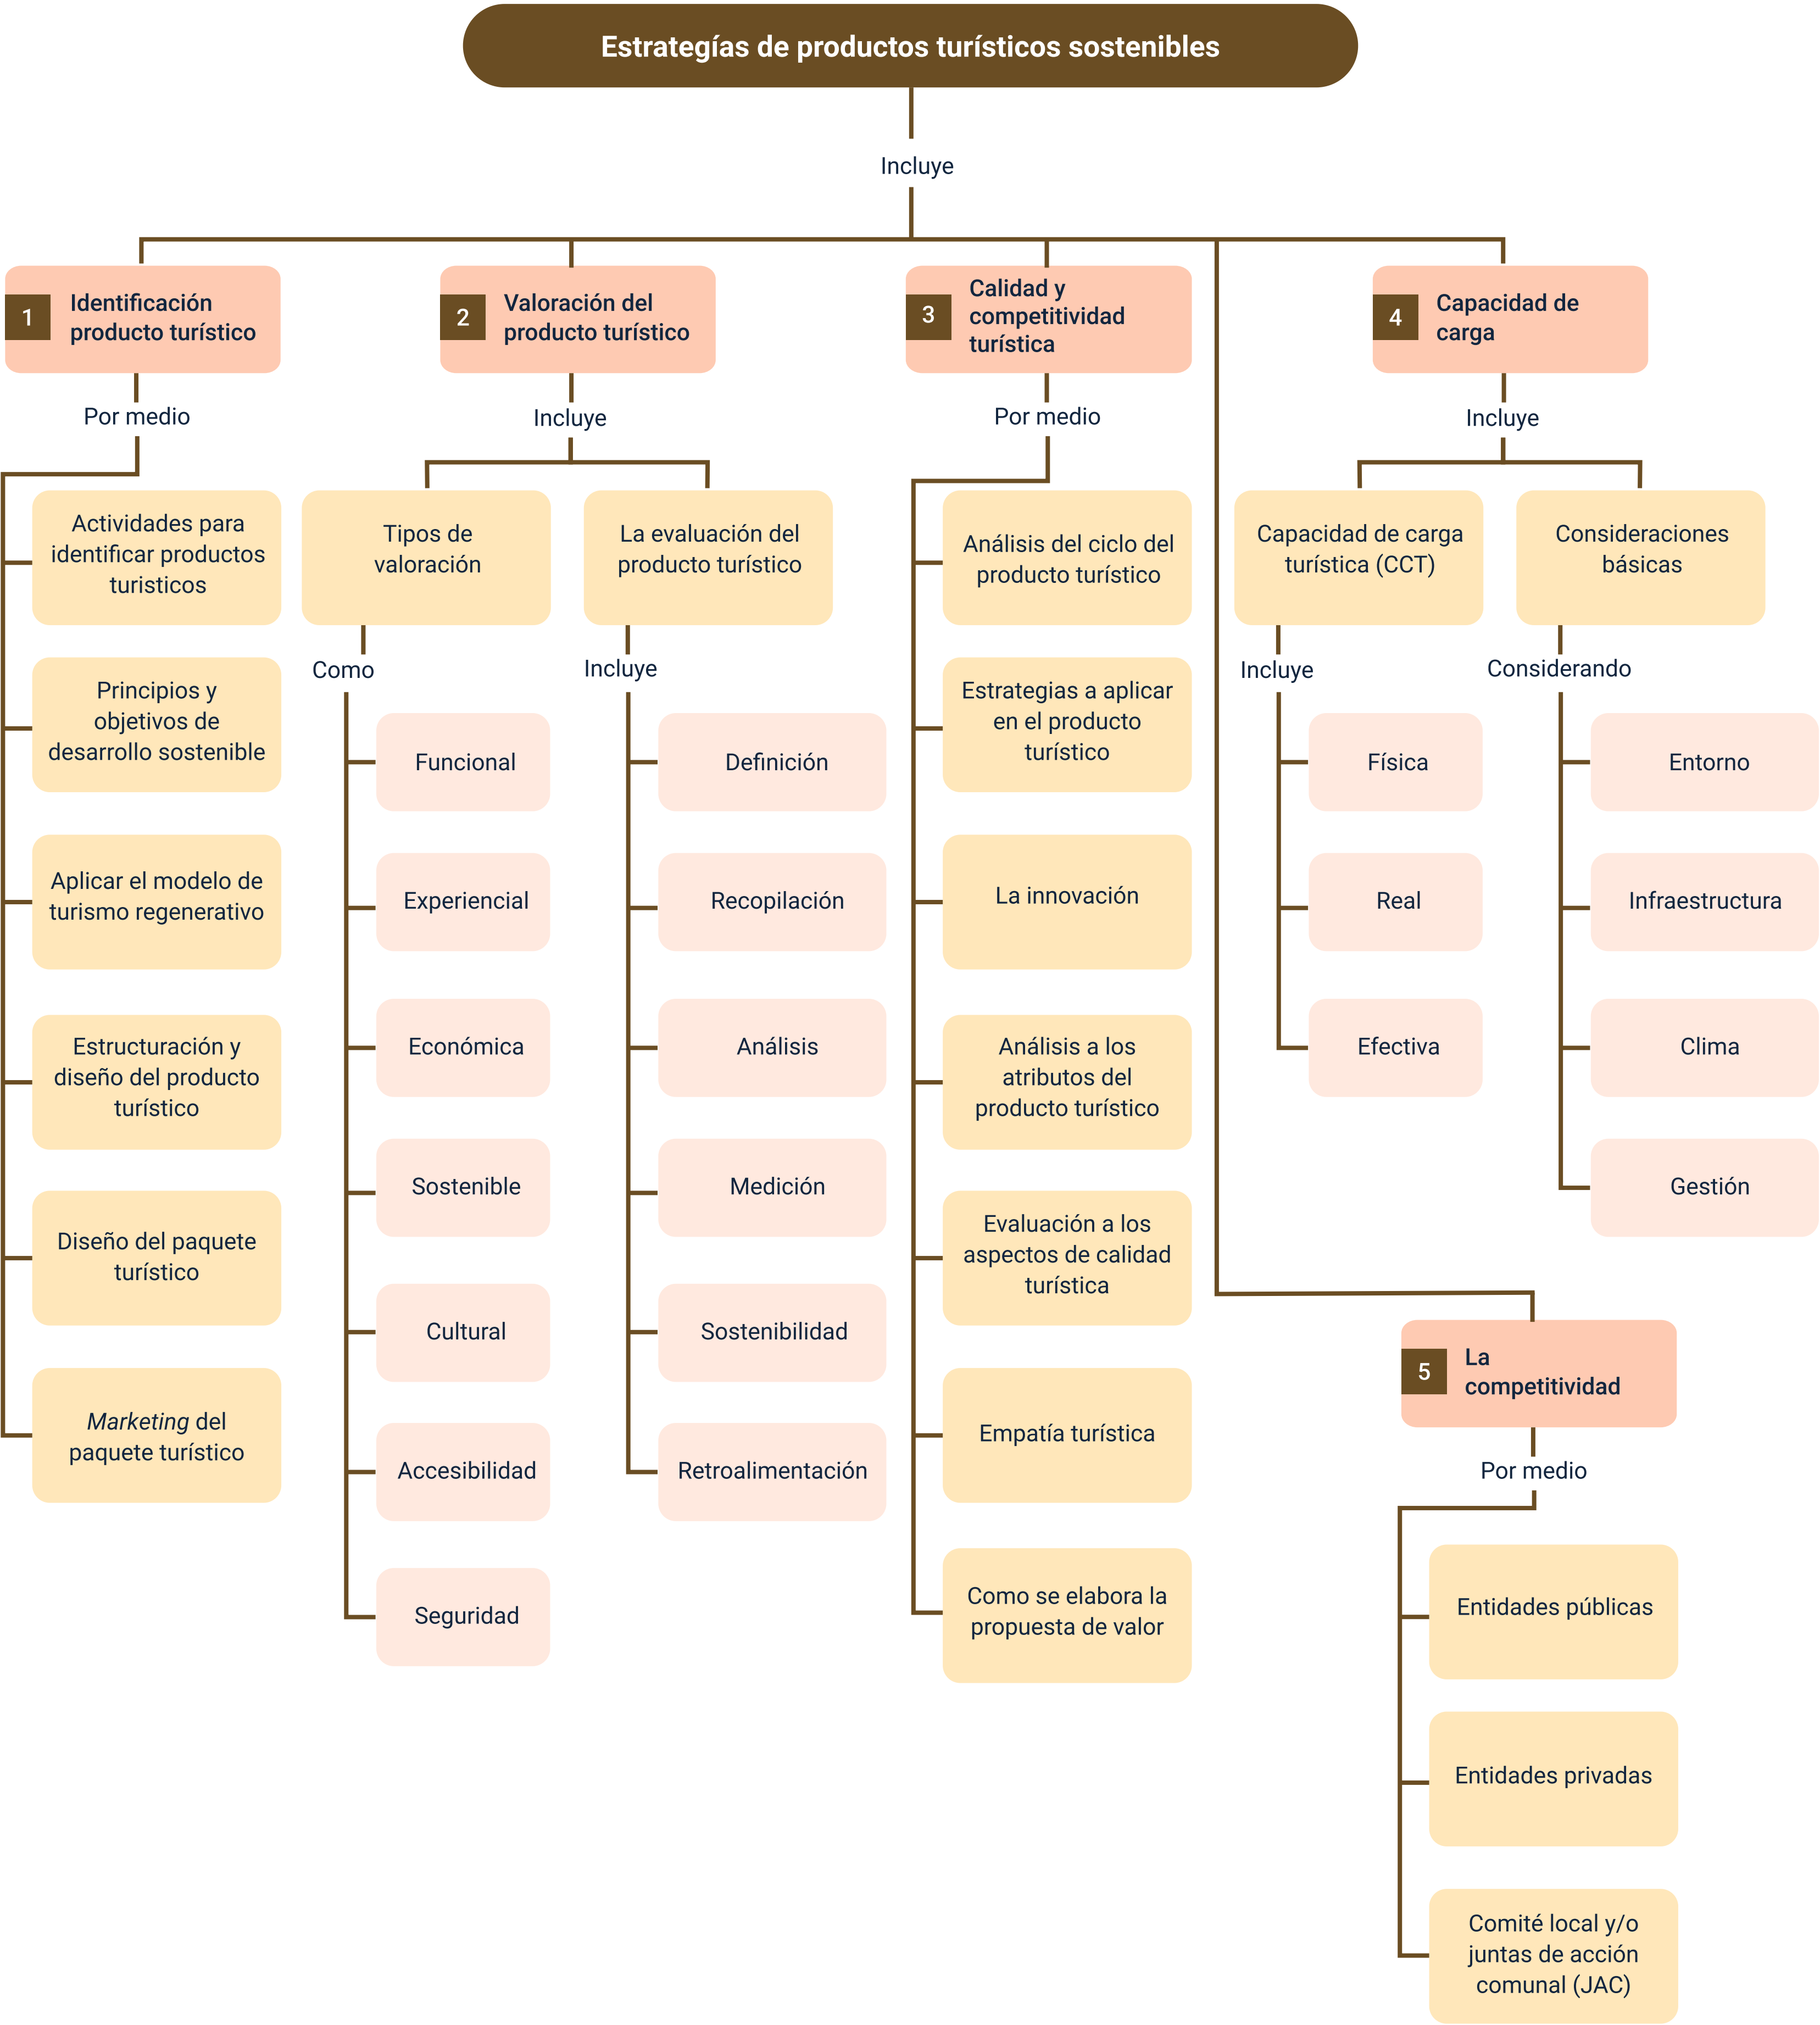 Estrategías de productos turísticos sostenibles
Incluye
1
Identificación
producto turístico
Por medio
Actividades para
identificar productos
turisticos
Principios y
objetivos de
desarrollo sostenible
Aplicar el modelo de
turismo regenerativo
Estructuración y
diseño del producto
turístico
Diseño del paquete
turístico
Marketing del
paquete turístico
2
Valoración del
producto turístico
Incluye
Tipos de
valoración
Como
Funcional
Experiencial
Económica
Sostenible
Cultural
Accesibilidad
Seguridad
La evaluación del
producto turístico
Incluye
Definición
Recopilación
Análisis
Medición
Sostenibilidad
Retroalimentación
3
Calidad y
competitividad
turística
Por medio
Análisis del ciclo del
producto turístico
Estrategias a aplicar
en el producto
turístico
La innovación
Análisis a los
atributos del
producto turístico
Evaluación a los
aspectos de calidad
turística
Empatía turística
Como se elabora la
propuesta de valor
4
Capacidad de
carga
Incluye
Capacidad de carga
turística (CCT)
Incluye
Física
Real
Efectiva
Consideraciones
básicas
Considerando
Entorno
Infraestructura
Clima
Gestión
5
La
competitividad
Por medio
Entidades públicas
Entidades privadas
Comité local y/o
juntas de acción
comunal (JAC)